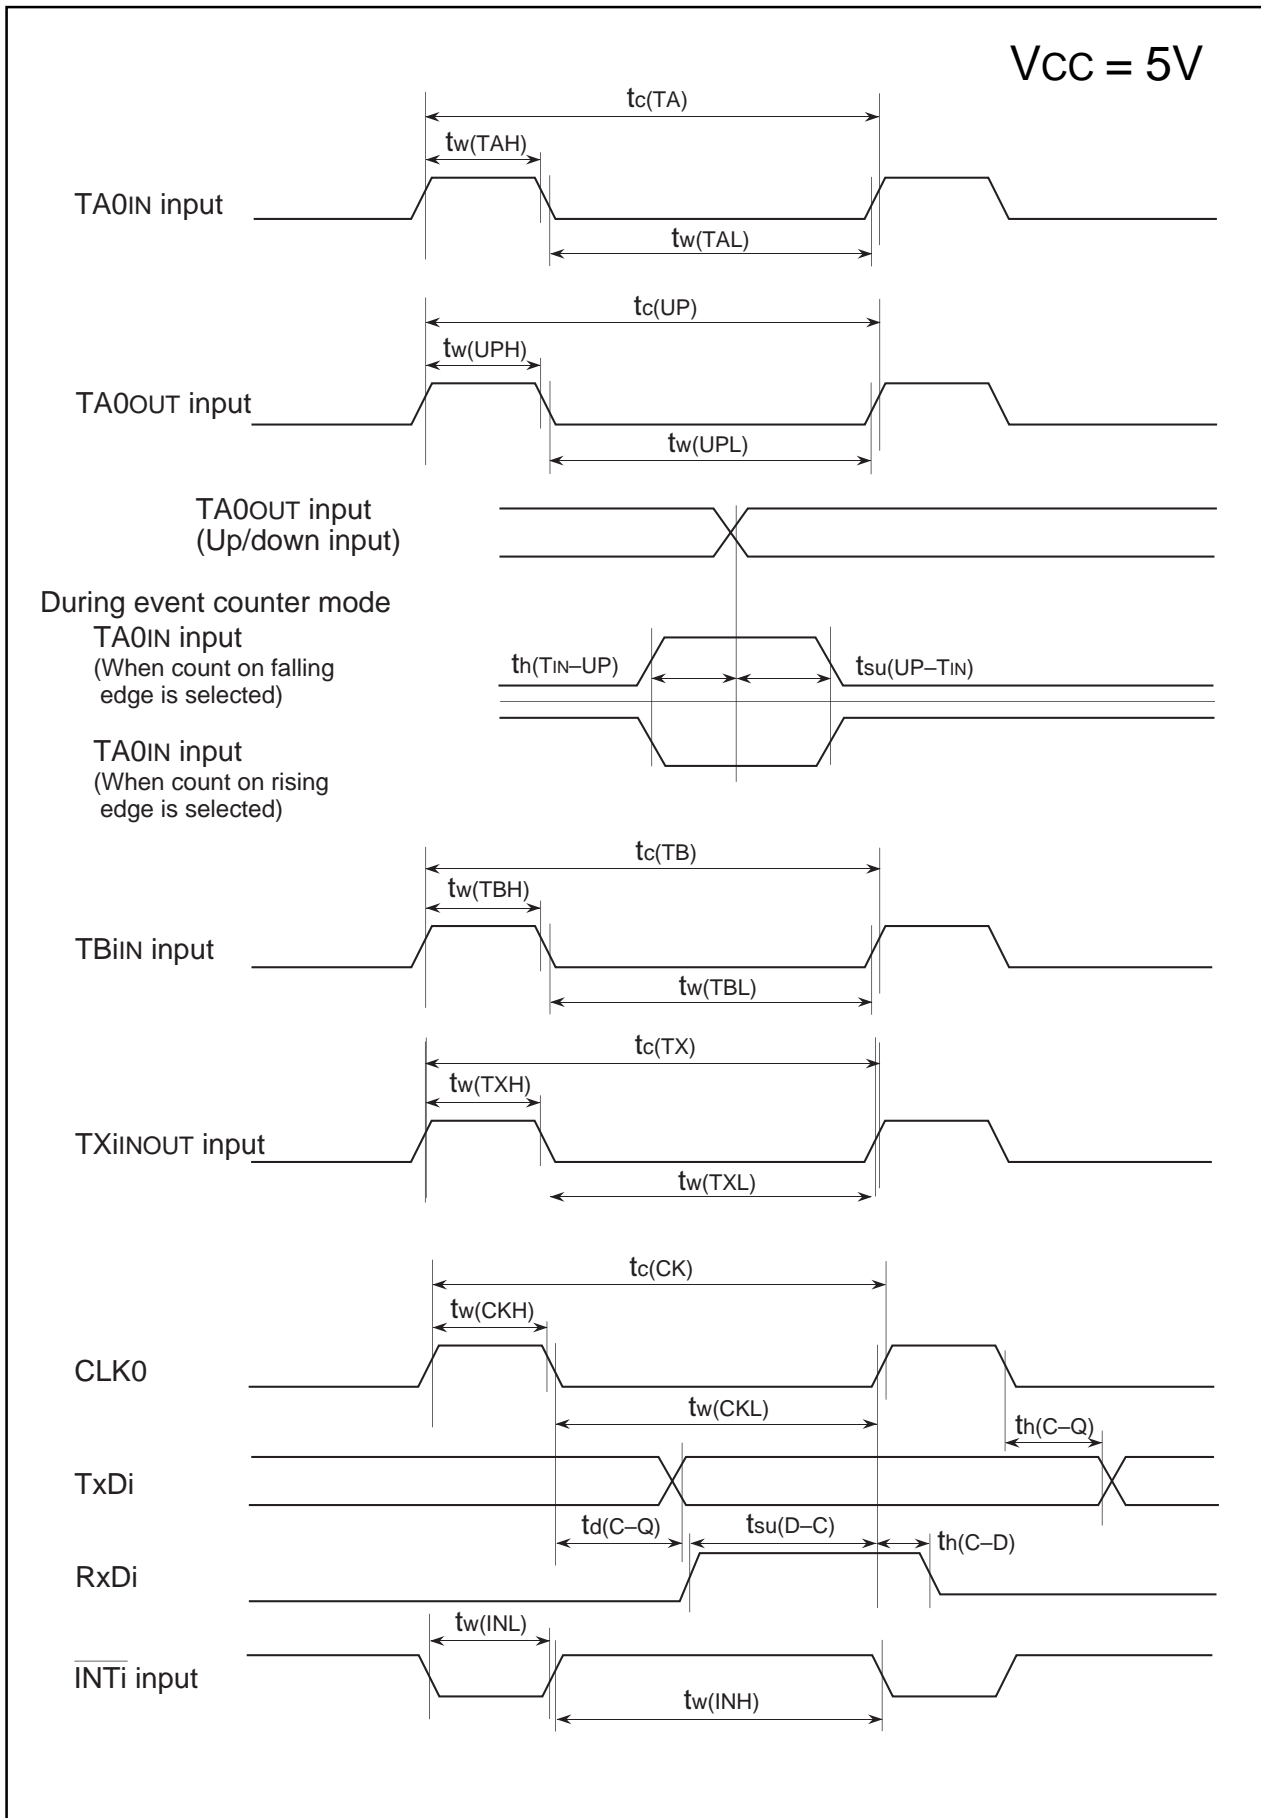 VCC = 5V
tc(TA)
tw(TAH)
TA0IN input
tw(TAL)
tc(UP)
tw(UPH)
TA0OUT input
tw(UPL)
TA0OUT input
(Up/down input)
During event counter mode
TA0IN input
(When count on falling
edge is selected)
th(TIN–UP)
tsu(UP–TIN)
TA0IN input
(When count on rising
edge is selected)
tc(TB)
tw(TBH)
TBiIN input
tw(TBL)
tc(TX)
tw(TXH)
TXiINOUT input
tw(TXL)
tc(CK)
tw(CKH)
CLK0
tw(CKL)
th(C–Q)
TxDi
td(C–Q)
tsu(D–C)
th(C–D)
RxDi
tw(INL)
INTi input
tw(INH)